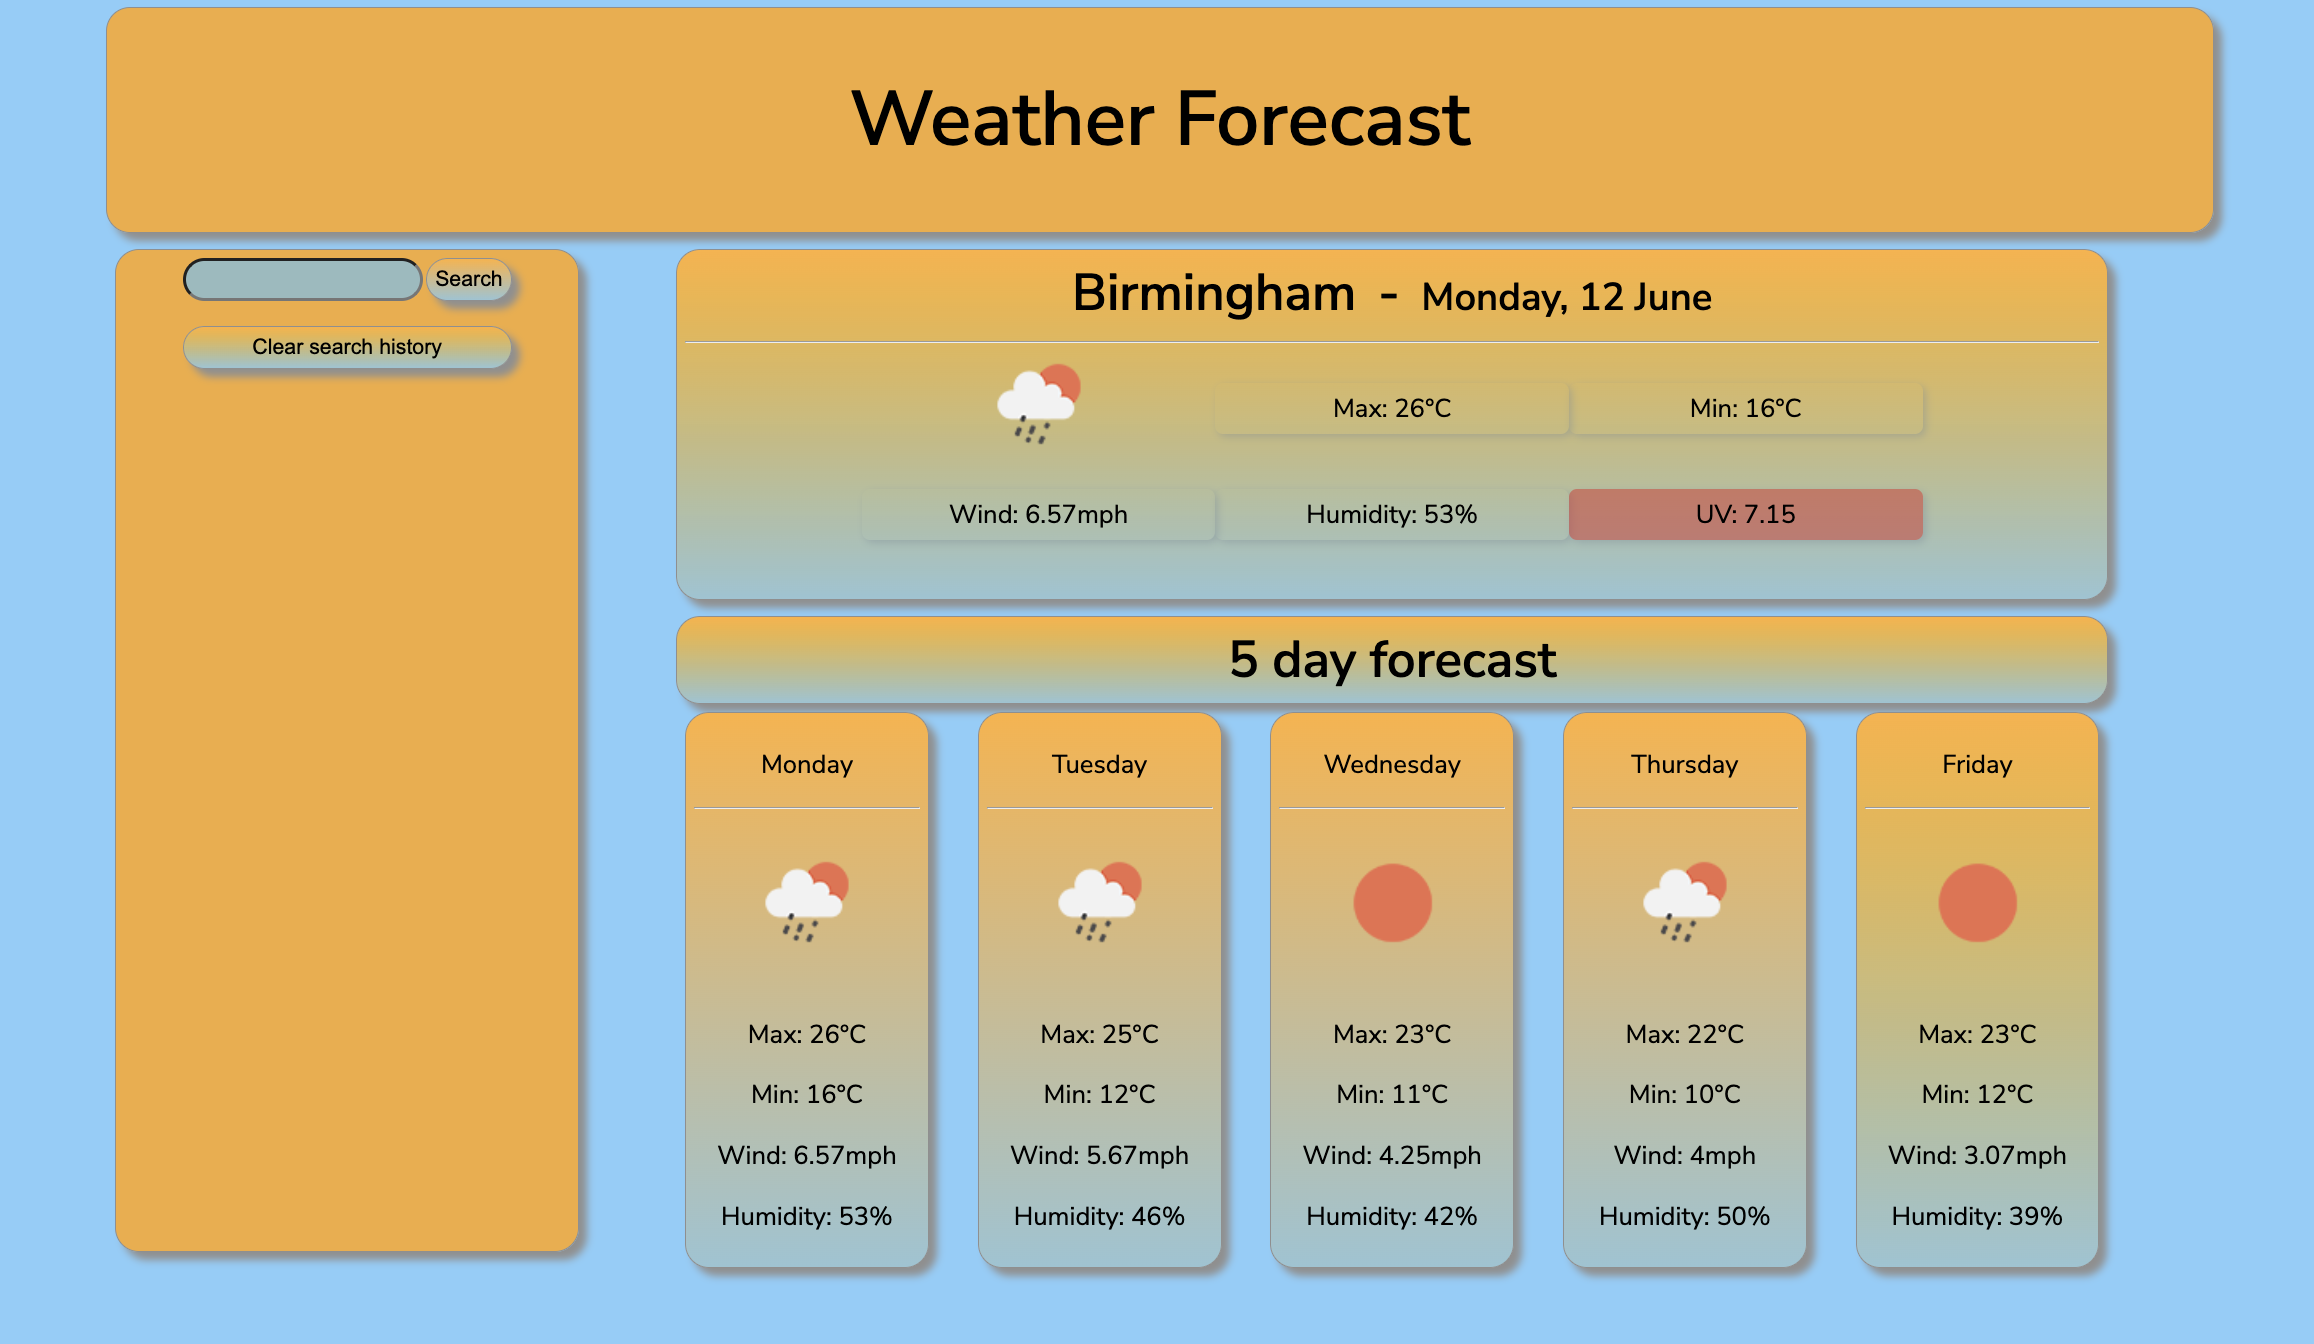 Weather Forecast
Search
Clear search history
Birmingham - Monday, 12 June
Max: 26°C
Min: 16°C
Wind: 6.57mph
Humidity: 53%
UV: 7.15
5 day forecast
Monday
Max: 26°C
Min: 16°C
Wind: 6.57mph
Humidity: 53%
Tuesday
Max: 25°C
Min: 12°C
Wind: 5.67mph
Humidity: 46%
Wednesday
Max: 23°C
Min: 11°C
Wind: 4.25mph
Humidity: 42%
Thursday
Max: 22°C
Min: 10°C
Wind: 4mph
Humidity: 50%
Friday
Max: 23°C
Min: 12°C
Wind: 3.07mph
Humidity: 39%